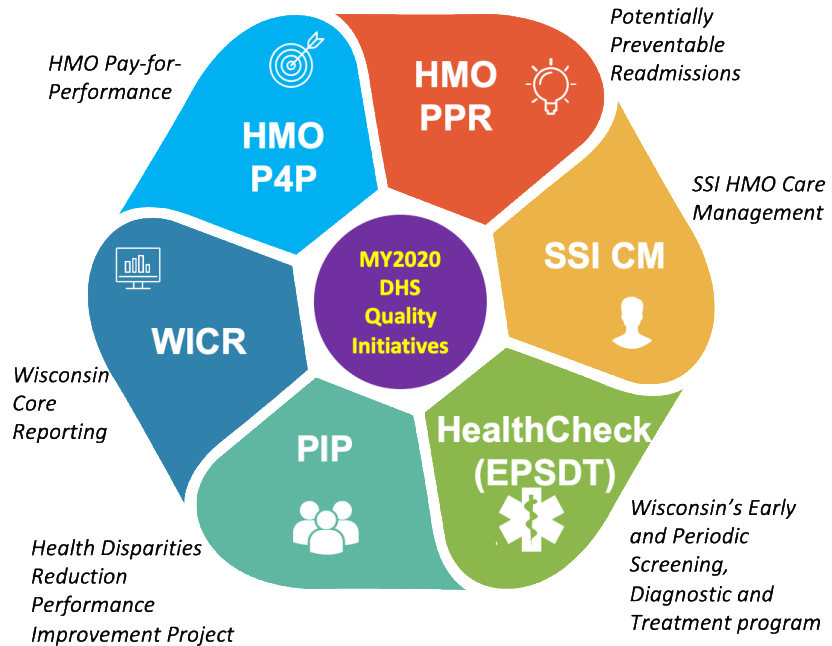 HMO Pay-for-
Performance
HMO
P4P
HMO
PPR
Potentially
Preventable
Readmissions
SSI HMO Care
Management
SSI CM
MY2020
DHS
Quality
Initiatives
WICR
Wisconsin
Core
Reporting
PIP
Health Disparities
Reduction
Performance
Improvement Project
HealthCheck
(EPSDT)
Wisconsin’s Early
and Periodic
Screening,
Diagnostic and
Treatment program